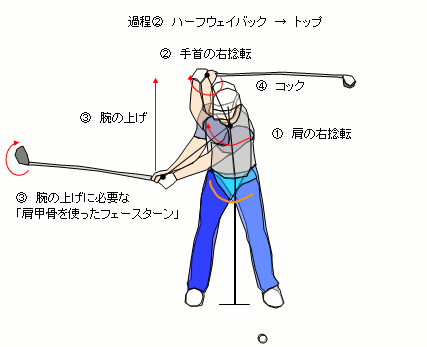 過程② ハーフウェイバック → トップ
② 手首の右捻転
④ コック
③ 腕の上げ
① 肩の右捻転
③ 腕の上げに必要な
「肩甲骨を使ったフェースターン」